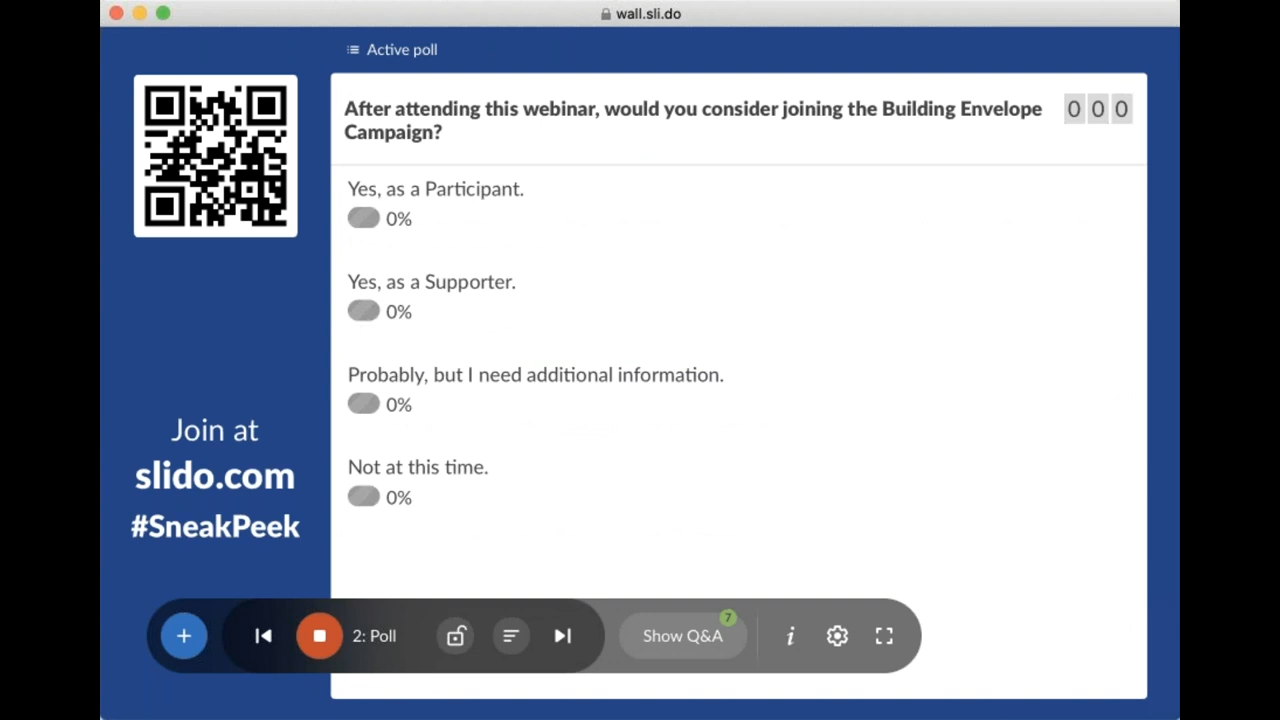 wall.sli.do
Active poll
After attending this webinar, would you consider joining the Building Envelope
Campaign?
0 0 0
Yes, as a Participant.
0%
Yes, as a Supporter.
0%
Probably, but I need additional information.
0%
Not at this time.
0%
Join at
slido.com
#SneakPeek
2: Poll
Show Q&A
7